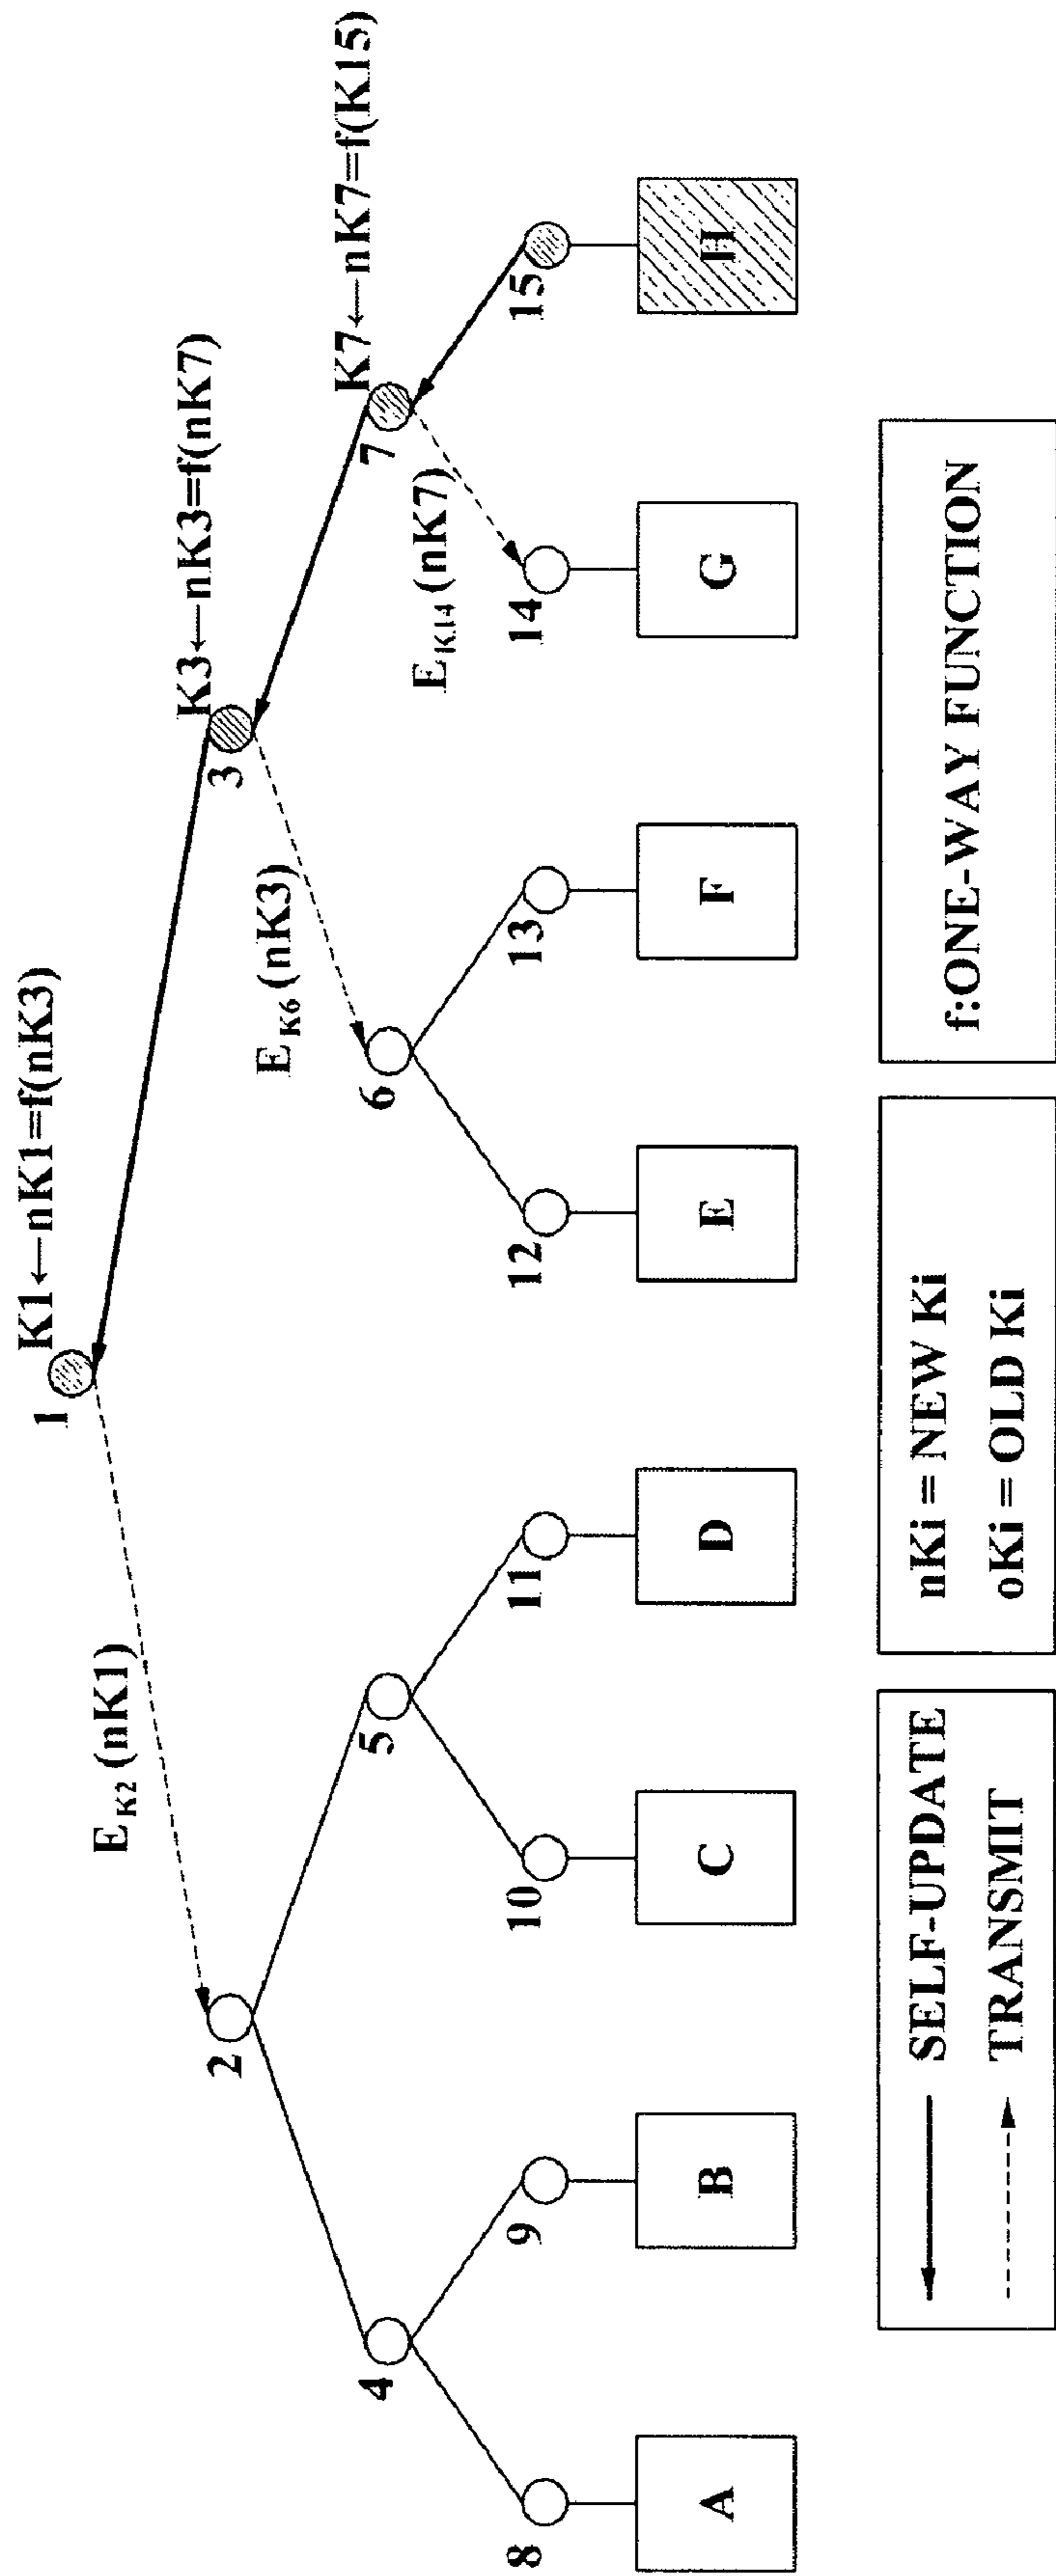 K1←nK1=f(nK3)
1
E_K2 (nK1)
K3←nK3=f(nK7)
2
3
E_K6 (nK3)
K7←nK7=f(K15)
4
5
6
7
E_K14 (nK7)
8
9
10
11
12
13
14
15
A
B
C
D
E
F
G
H
SELF-UPDATE
TRANSMIT
nKi = NEW Ki
oKi = OLD Ki
f:ONE-WAY FUNCTION